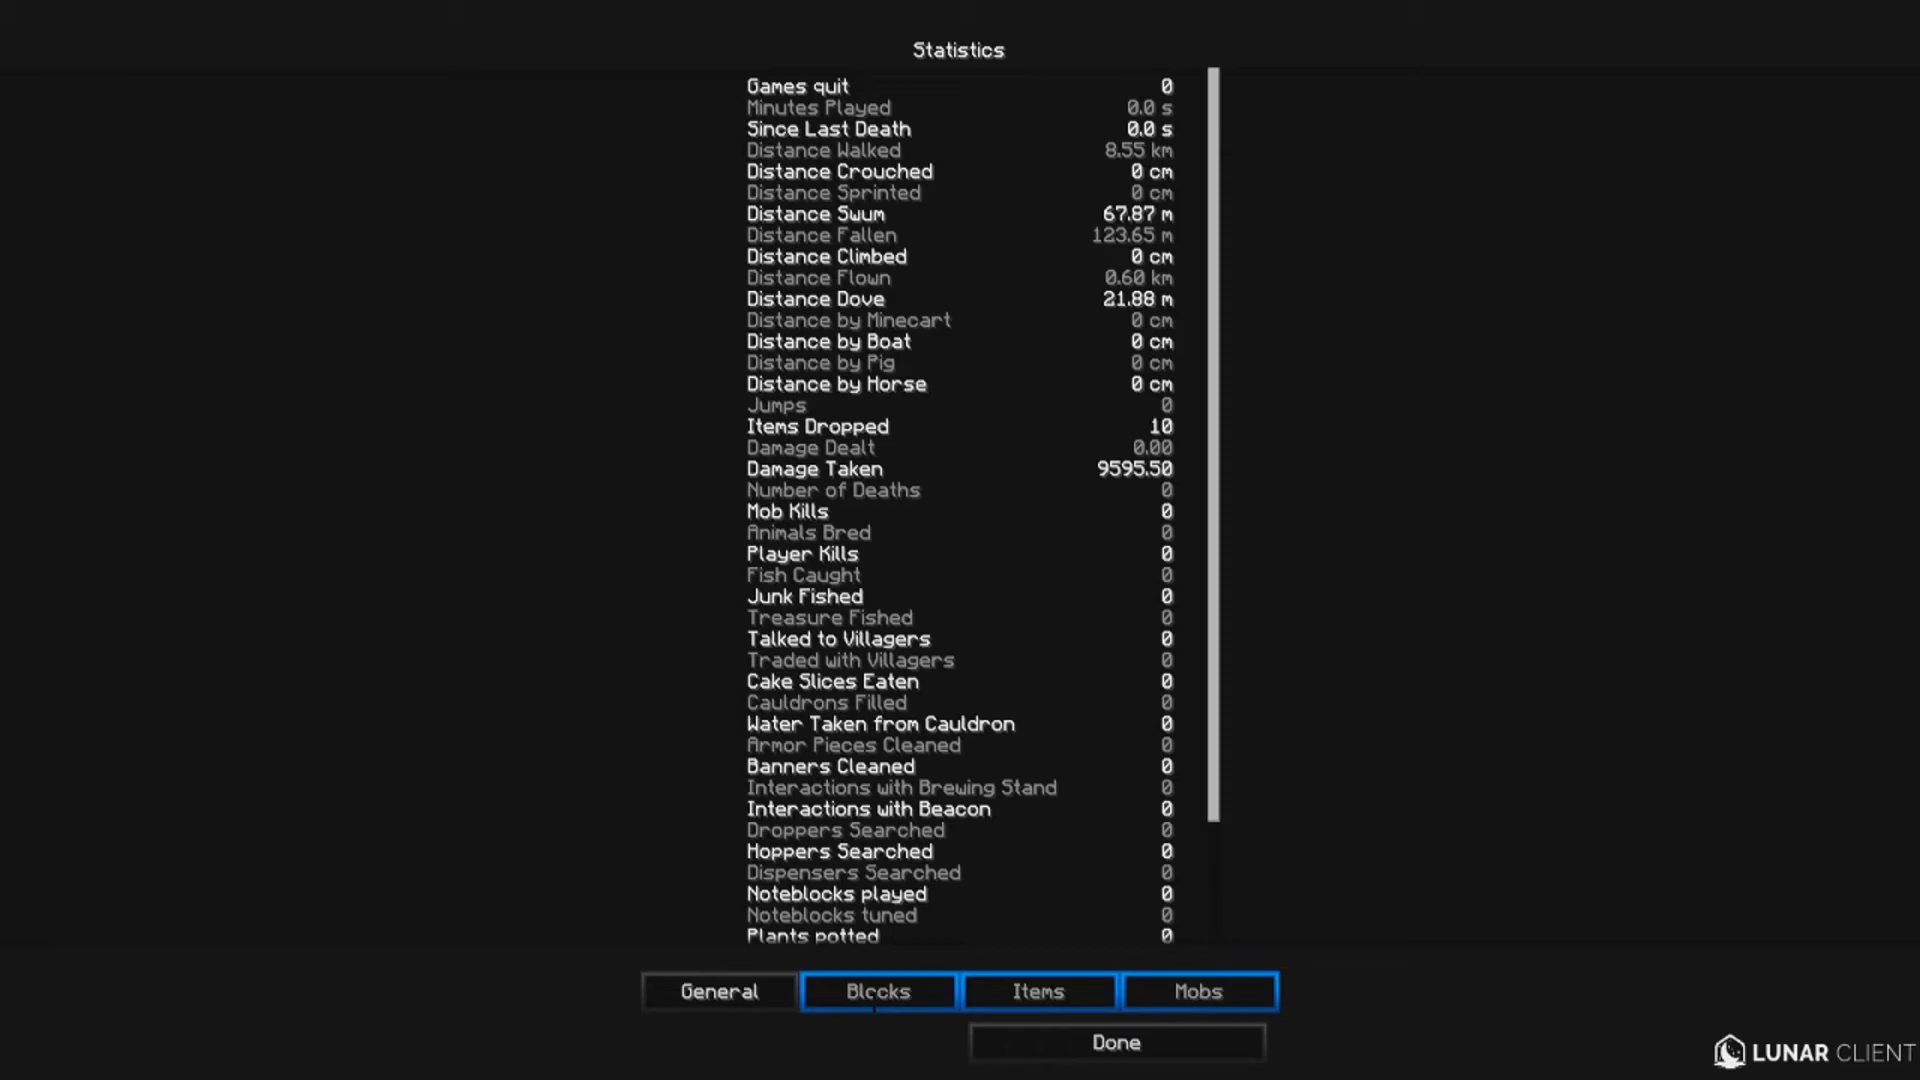 Statistics
Games quit 0
Minutes Played 0.0 s
Since Last Death 0.0 s
Distance Walked 8.55 km
Distance Crouched 0 cm
Distance Sprinted 0 cm
Distance Swum 67.87 m
Distance Fallen 123.65 m
Distance Climbed 0 cm
Distance Flown 0.60 km
Distance Dove 21.88 m
Distance by Minecart 0 cm
Distance by Boat 0 cm
Distance by Pig 0 cm
Distance by Horse 0 cm
Jumps 0
Items Dropped 10
Damage Dealt 0.00
Damage Taken 9595.50
Number of Deaths 0
Mob Kills 0
Animals Bred 0
Player Kills 0
Fish Caught 0
Junk Fished 0
Treasure Fished 0
Talked to Villagers 0
Traded with Villagers 0
Cake Slices Eaten 0
Cauldrons Filled 0
Water Taken from Cauldron 0
Armor Pieces Cleaned 0
Banners Cleaned 0
Interactions with Brewing Stand 0
Interactions with Beacon 0
Droppers Searched 0
Hoppers Searched 0
Dispensers Searched 0
Noteblocks played 0
Noteblocks tuned 0
Plants potted 0
General Blocks Items Mobs
Done
LUNAR CLIENT